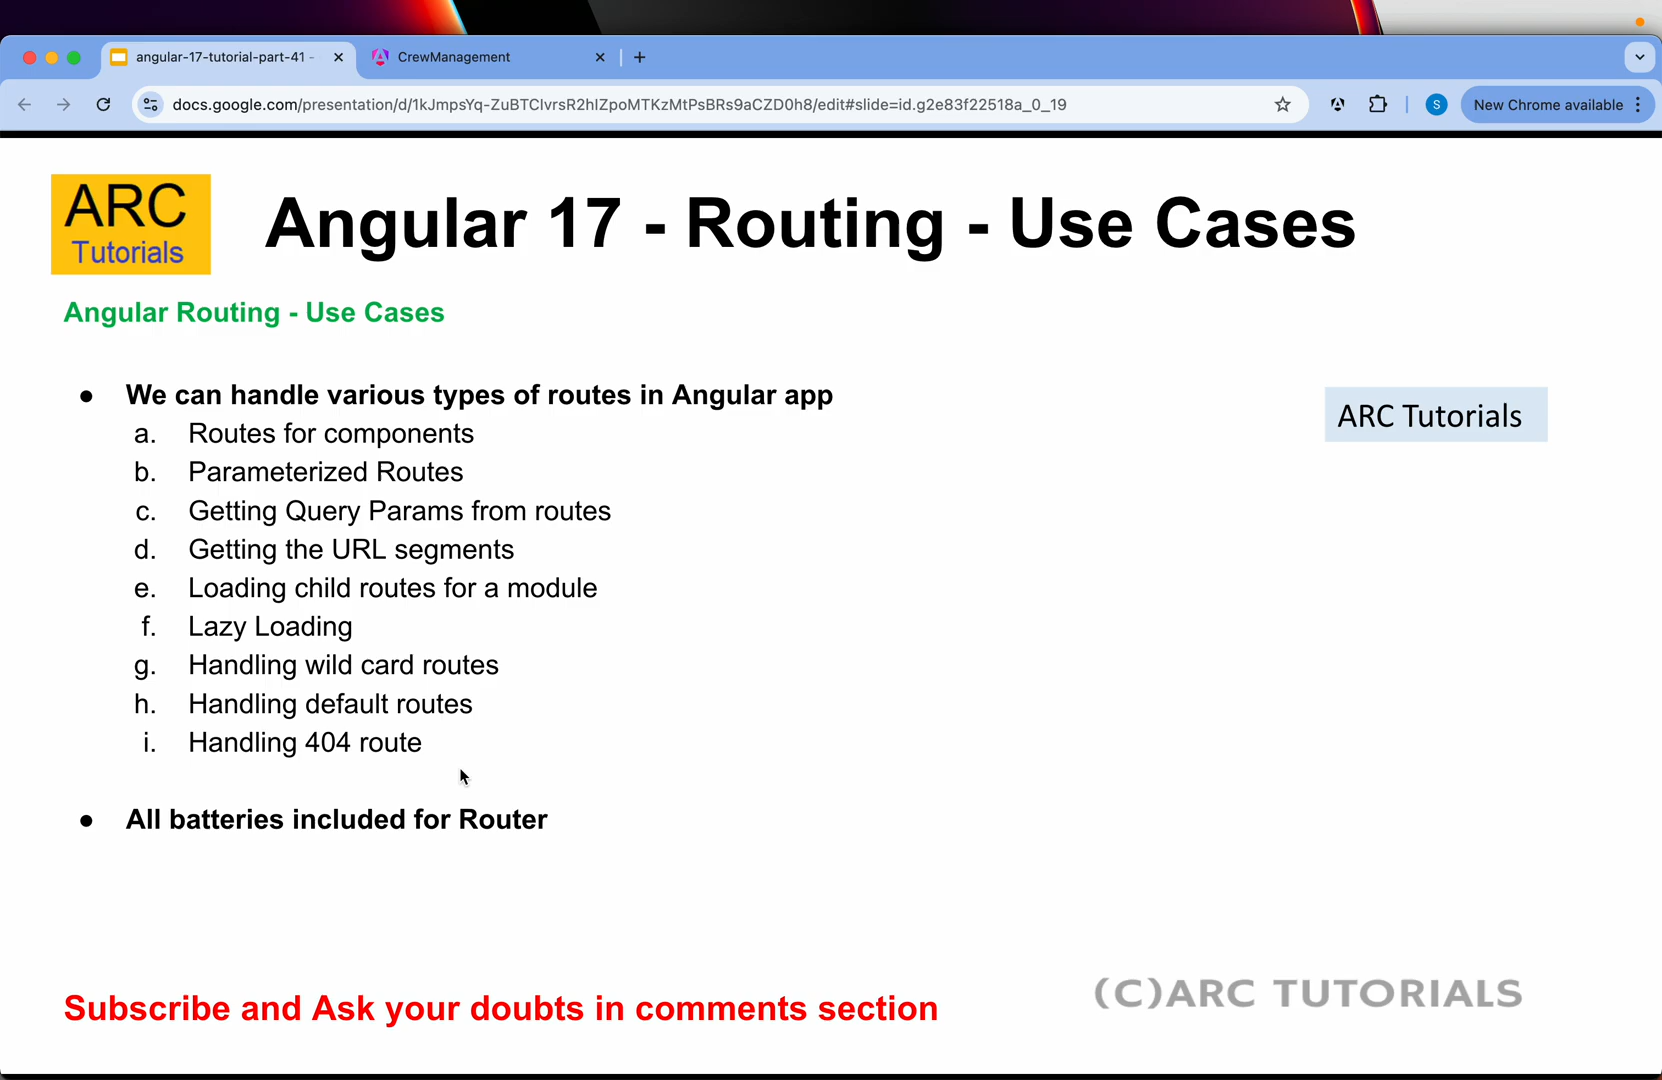 angular-17-tutorial-part-41 -
CrewManagement
docs.google.com/presentation/d/1kJmpsYq-ZuBTCIvrsR2hIZpoMTKzMtPsBRs9aCZD0h8/edit#slide=id.g2e83f22518a_0_19
S
New Chrome available
ARC
Tutorials
Angular 17 - Routing - Use Cases
Angular Routing - Use Cases
● We can handle various types of routes in Angular app
a. Routes for components
b. Parameterized Routes
c. Getting Query Params from routes
d. Getting the URL segments
e. Loading child routes for a module
f. Lazy Loading
g. Handling wild card routes
h. Handling default routes
i. Handling 404 route
● All batteries included for Router
ARC Tutorials
Subscribe and Ask your doubts in comments section
(C)ARC TUTORIALS